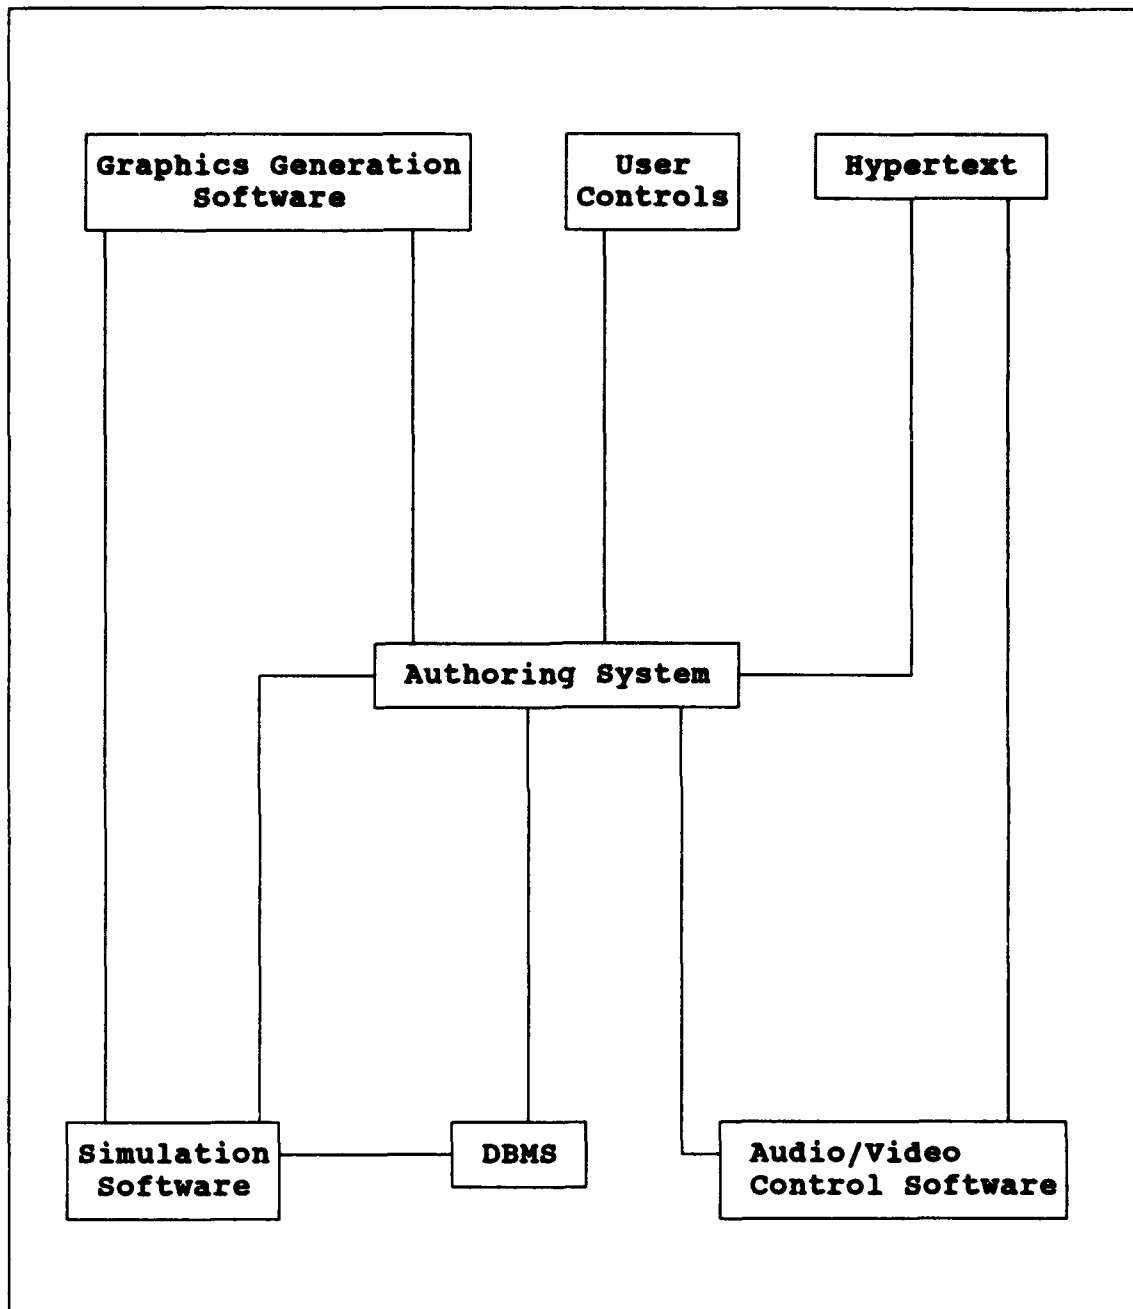 Graphics Generation
Software
User
Controls
Hypertext
Authoring System
Simulation
Software
DBMS
Audio/Video
Control Software